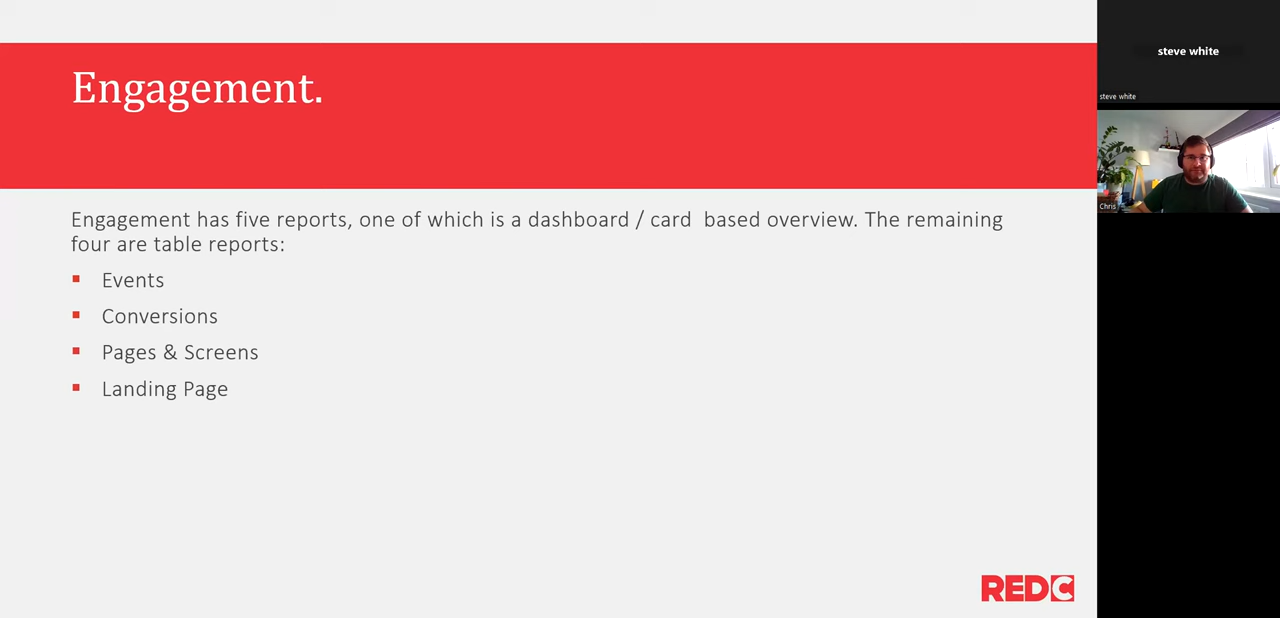 Engagement.
Engagement has five reports, one of which is a dashboard / card  based overview. The remaining
four are table reports:
Events
Conversions
Pages & Screens
Landing Page
REDC
steve white
steve white
Chris